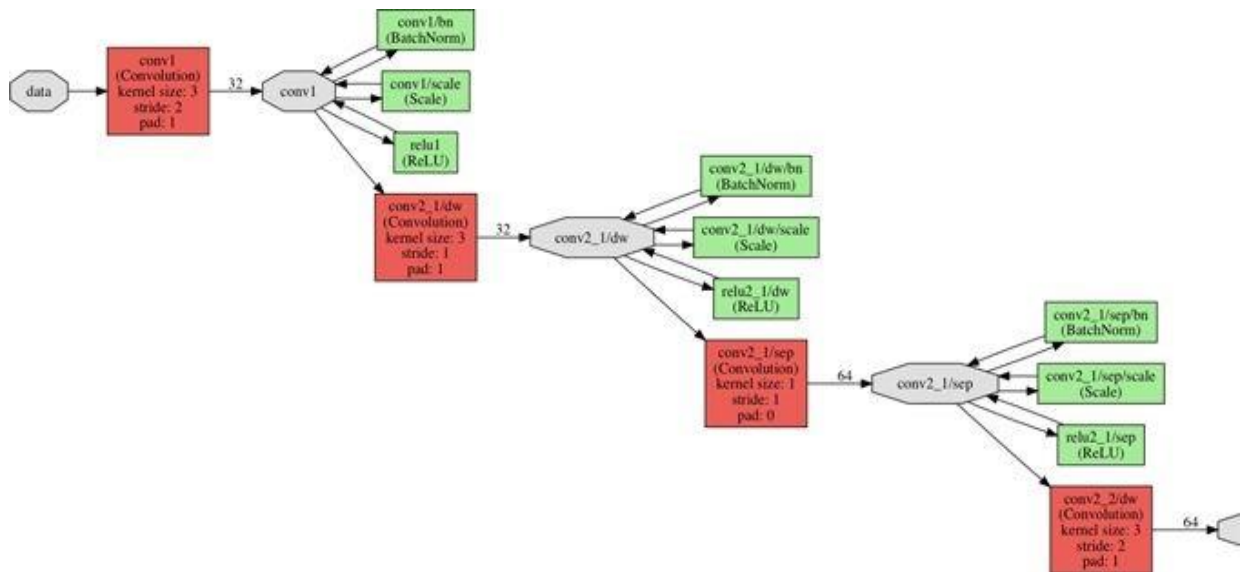 data
conv1
(Convolution)
kernel size: 3
stride: 2
pad: 1
32
conv1
conv1/bn
(BatchNorm)
conv1/scale
(Scale)
relu1
(ReLU)
conv2_1/dw
(Convolution)
kernel size: 3
stride: 1
pad: 1
32
conv2_1/dw
conv2_1/dw/bn
(BatchNorm)
conv2_1/dw/scale
(Scale)
relu2_1/dw
(ReLU)
conv2_1/sep
(Convolution)
kernel size: 1
stride: 1
pad: 0
64
conv2_1/sep
conv2_1/sep/bn
(BatchNorm)
conv2_1/sep/scale
(Scale)
relu2_1/sep
(ReLU)
conv2_2/dw
(Convolution)
kernel size: 3
stride: 2
pad: 1
64